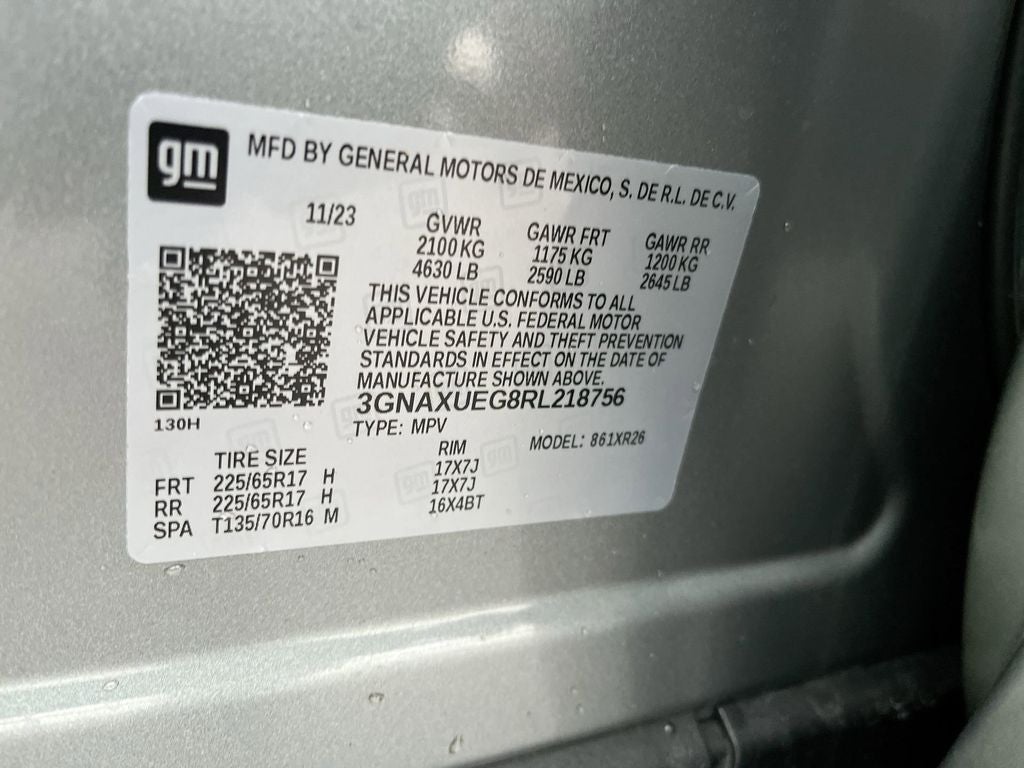 gm
MFD BY GENERAL MOTORS DE MEXICO, S. DE R.L. DE C.V.
11/23 GVWR GAWR FRT GAWR RR
2100 KG 1175 KG 1200 KG
4630 LB 2590 LB 2645 LB
THIS VEHICLE CONFORMS TO ALL
APPLICABLE U.S. FEDERAL MOTOR
VEHICLE SAFETY AND THEFT PREVENTION
STANDARDS IN EFFECT ON THE DATE OF
MANUFACTURE SHOWN ABOVE.
3GNAXUEG8RL218756
130H
TYPE: MPV MODEL: 861XR26
TIRE SIZE RIM
FRT 225/65R17 H 17X7J
RR 225/65R17 H 17X7J
SPA T135/70R16 M 16X4BT